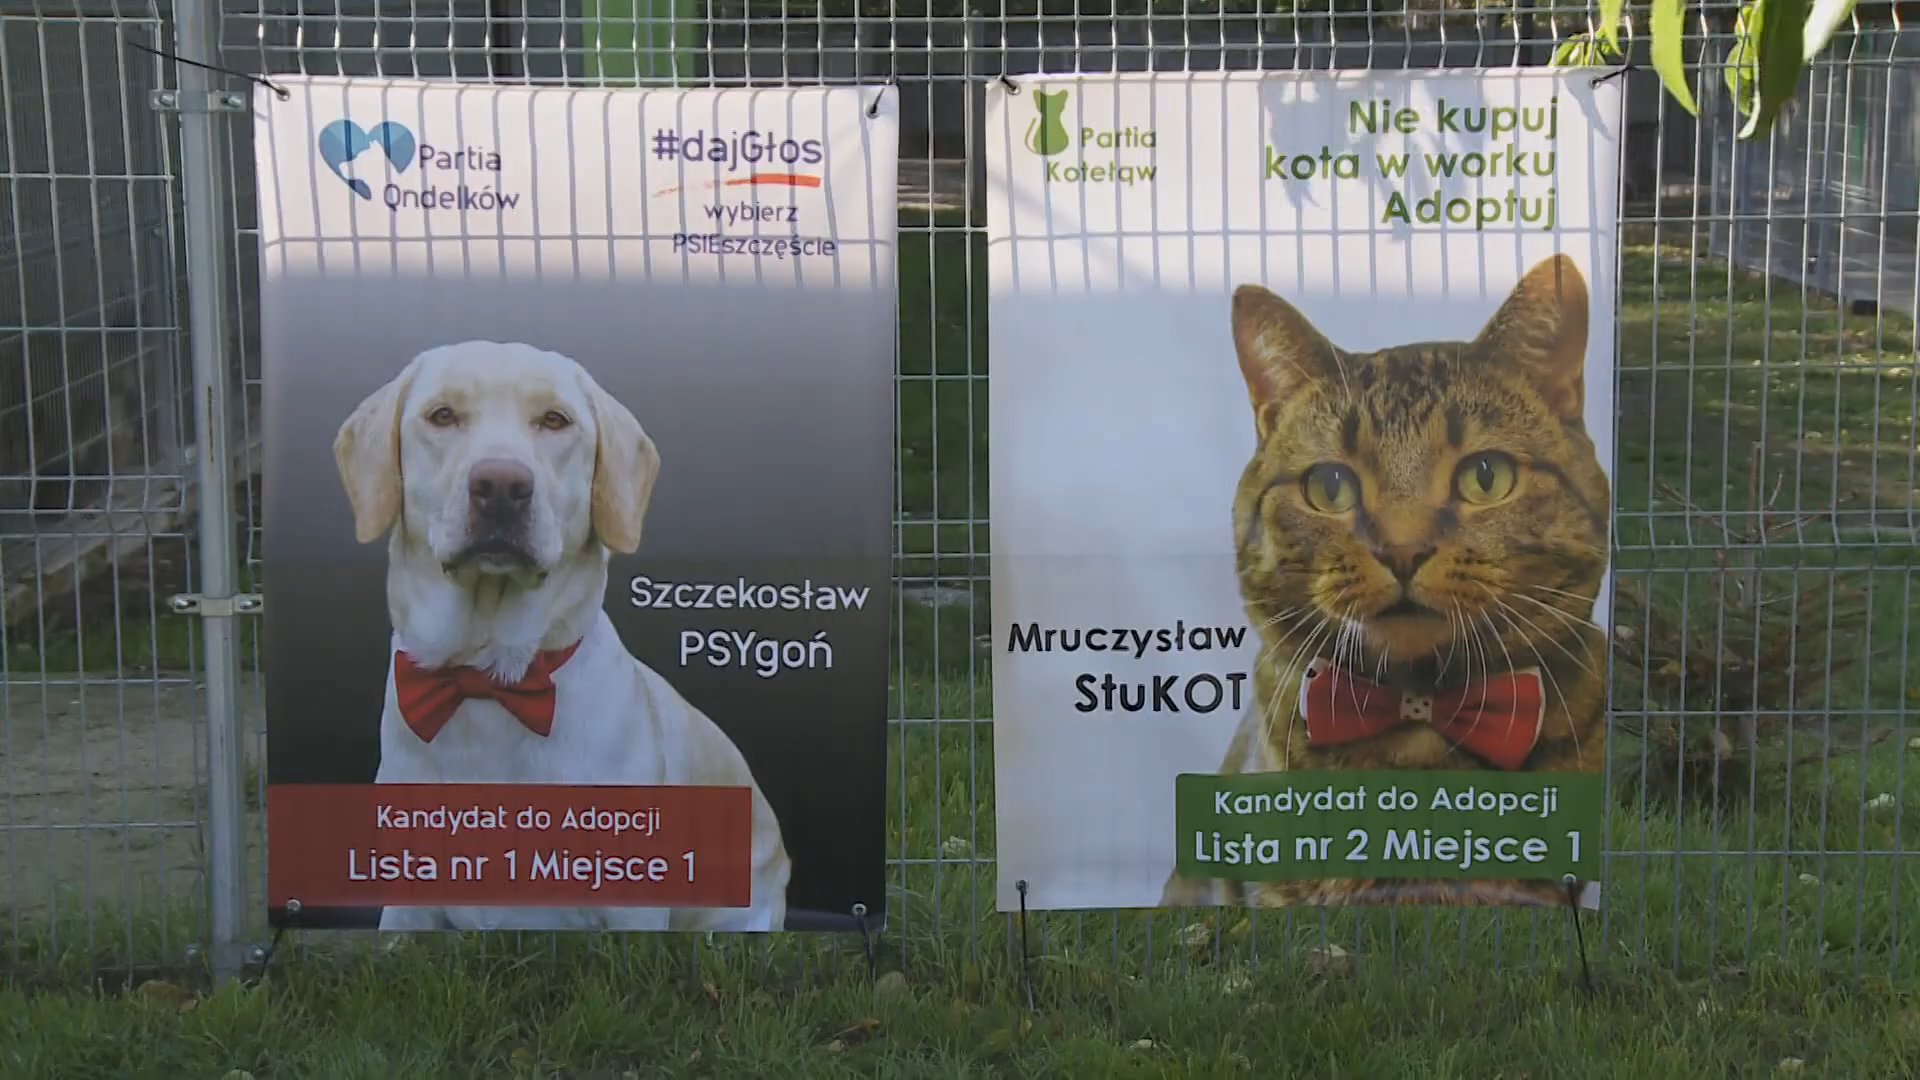 Partia
Qndelków
#dajGłos
wybierz
PSIEszczęście
Szczekosław
PSYgoń
Kandydat do Adopcji
Lista nr 1 Miejsce 1
Partia
Kotełąw
Nie kupuj
kota w worku
Adoptuj
Mruczysław
StuKOT
Kandydat do Adopcji
Lista nr 2 Miejsce 1